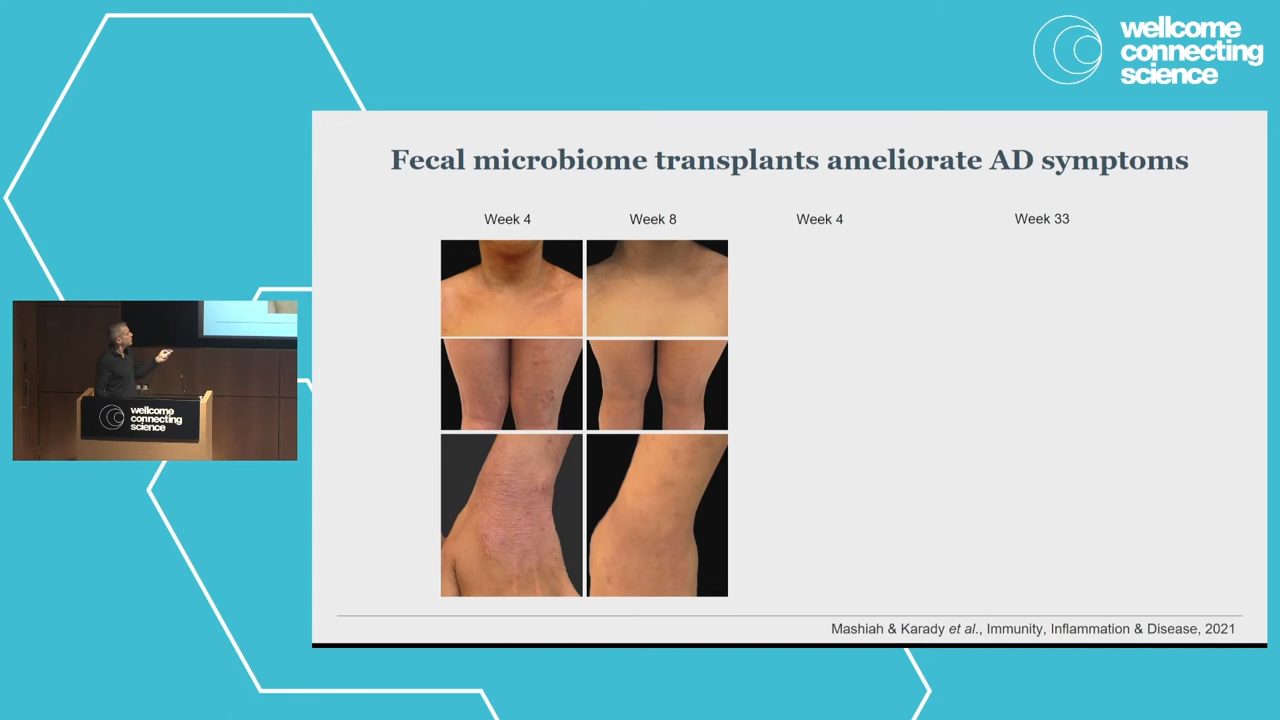 wellcome
connecting
science
Fecal microbiome transplants ameliorate AD symptoms
Week 4
Week 8
Week 4
Week 33
wellcome
connecting
science
Mashiah & Karady et al., Immunity, Inflammation & Disease, 2021